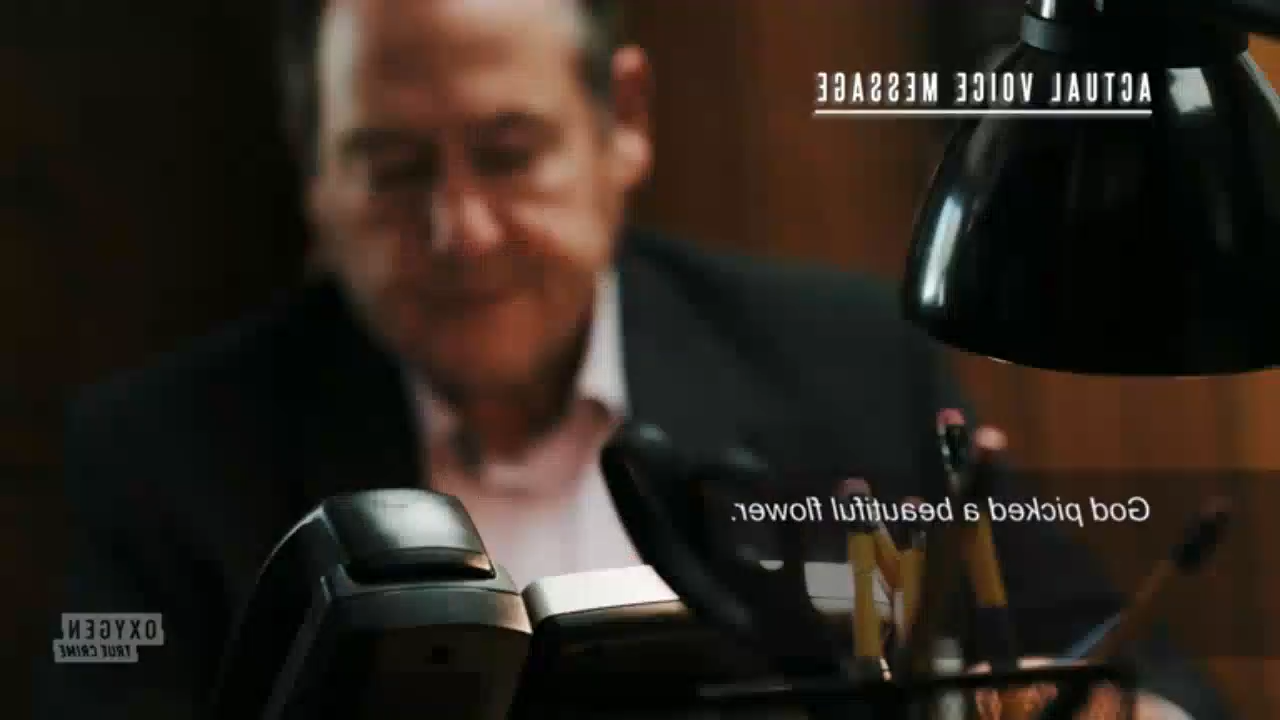 ACTUAL VOICE MESSAGE
God picked a beautiful flower.
OXYGEN
TRUE CRIME